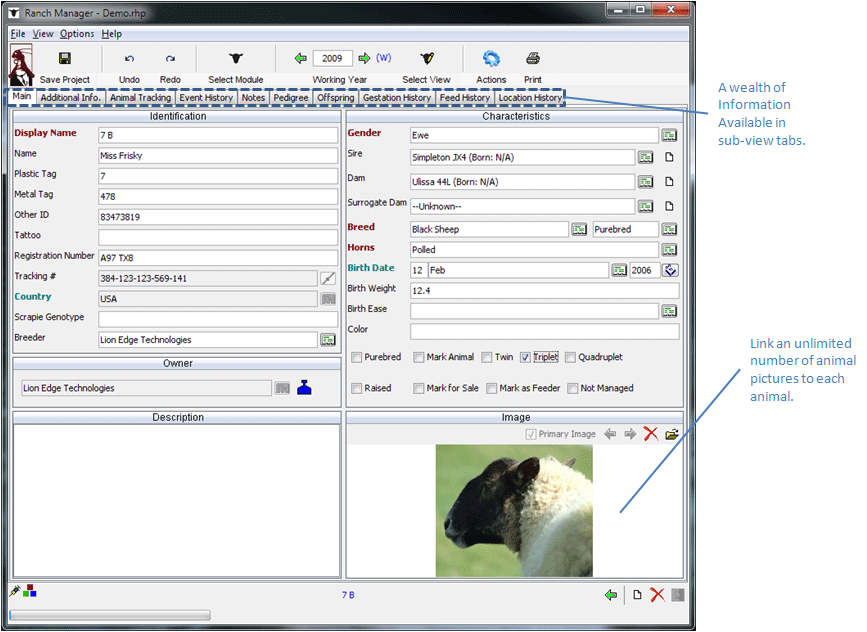 Ranch Manager - Demo.rhp
File View Options Help
2009 (W)
Save Project Undo Redo Select Module Working Year Select View Actions Print
Main Additional Info. Animal Tracking Event History Notes Pedigree Offspring Gestation History Feed History Location History
A wealth of
Information
Available in
sub-view tabs.
Identification
Display Name 7 B
Name Miss Frisky
Plastic Tag 7
Metal Tag 478
Other ID 83473819
Tattoo
Registration Number A97 TX8
Tracking # 384-123-123-569-141
Country USA
Scrapie Genotype
Breeder Lion Edge Technologies
Owner
Lion Edge Technologies
Description
Characteristics
Gender Ewe
Sire Simpleton JX4 (Born: N/A)
Dam Ulissa 44L (Born: N/A)
Surrogate Dam --Unknown--
Breed Black Sheep Purebred
Horns Polled
Birth Date 12 Feb 2006
Birth Weight 12.4
Birth Ease
Color
Purebred Mark Animal Twin Triplet Quadruplet
Raised Mark for Sale Mark as Feeder Not Managed
Image
Primary Image
Link an unlimited
number of animal
pictures to each
animal.
7 B